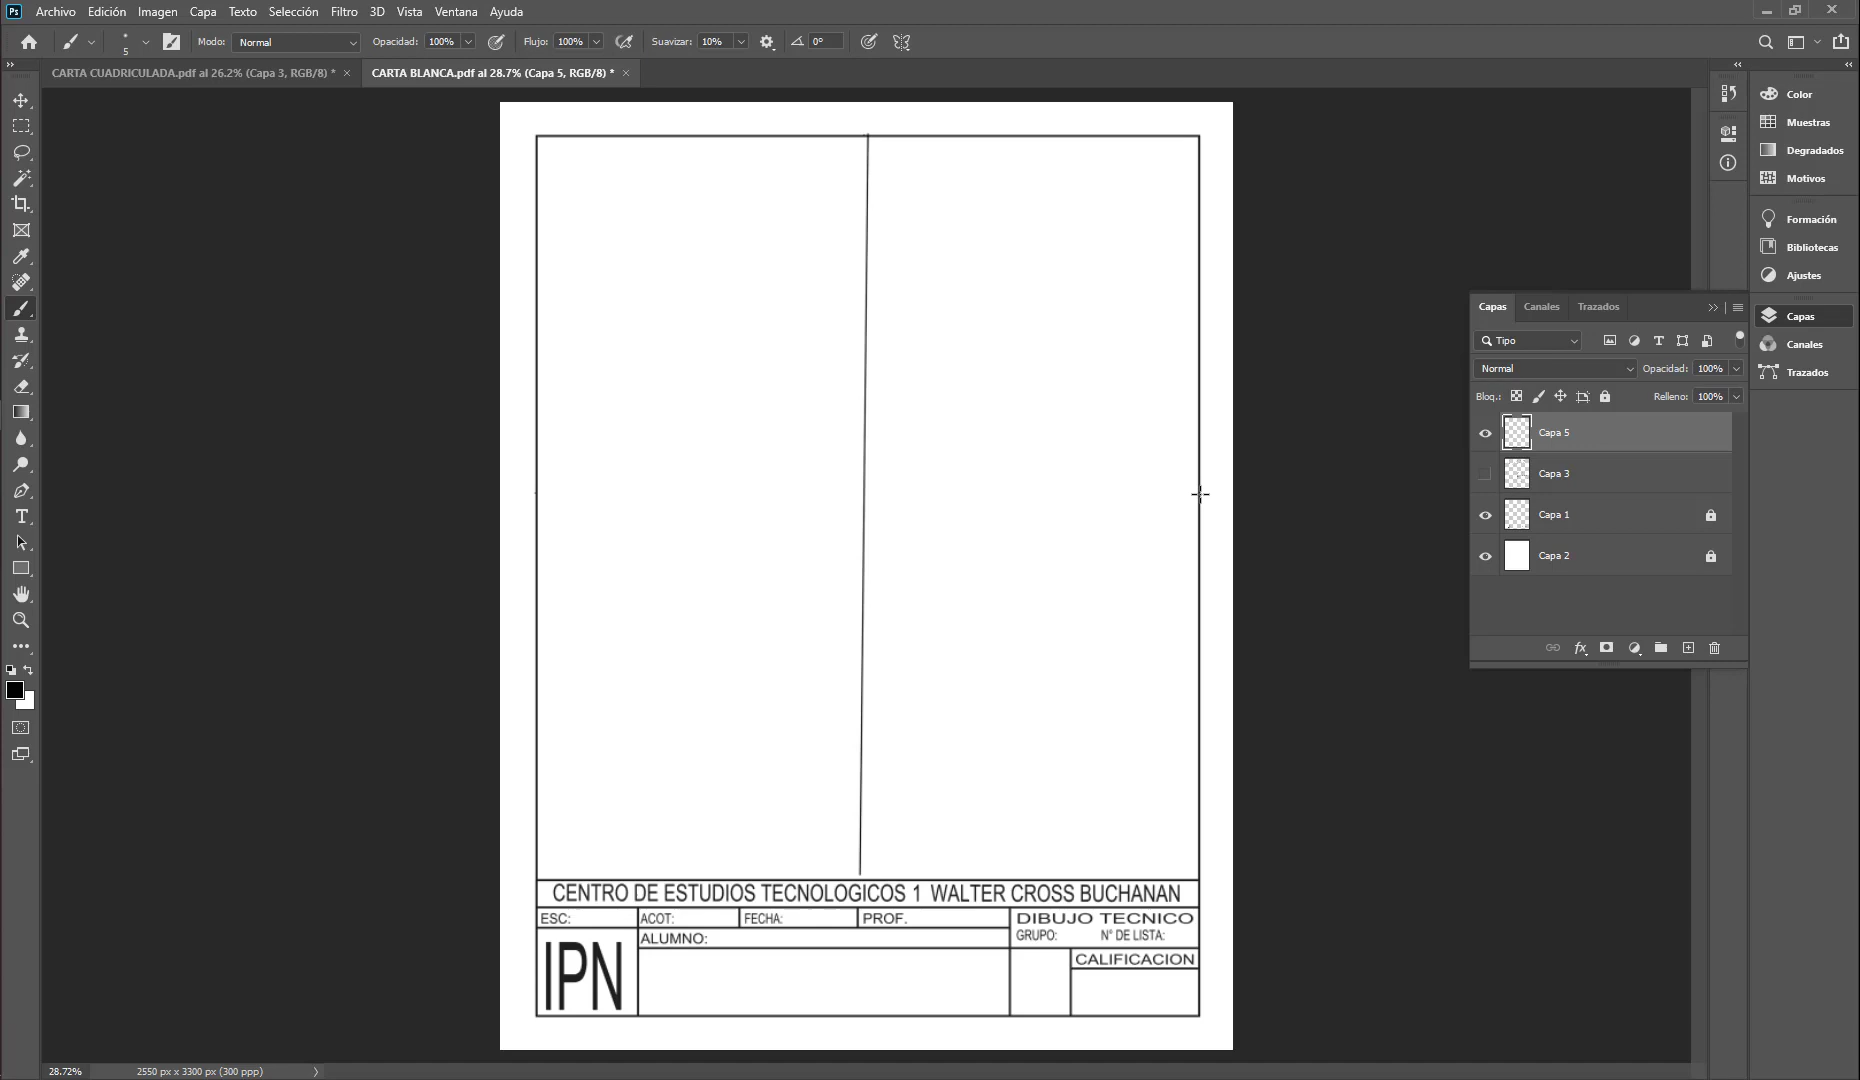 Ps Archivo Edición Imagen Capa Texto Selección Filtro 3D Vista Ventana Ayuda
5 Modo: Normal Opacidad: 100% Flujo: 100% Suavizar: 10% 0°
CARTA CUADRICULADA.pdf al 26.2% (Capa 3, RGB/8) * × CARTA BLANCA.pdf al 28.7% (Capa 5, RGB/8) * ×
Color
Muestras
Degradados
Motivos
Formación
Bibliotecas
Ajustes
Capas
Canales
Trazados
Capas Canales Trazados
Tipo
Normal Opacidad: 100%
Bloq.: Relleno: 100%
Capa 5
Capa 3
Capa 1
Capa 2
CENTRO DE ESTUDIOS TECNOLOGICOS 1 WALTER CROSS BUCHANAN
ESC: ACOT: FECHA: PROF. DIBUJO TECNICO
ALUMNO: GRUPO: N° DE LISTA:
IPN CALIFICACION
28.72% 2550 px x 3300 px (300 ppp)